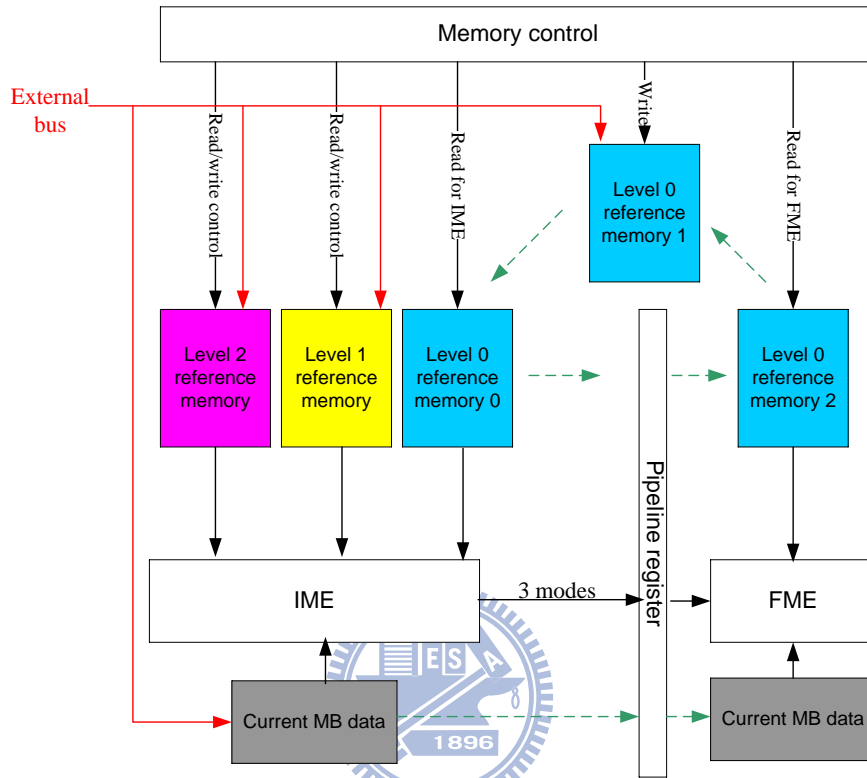 Memory control
External
bus
Read/write control
Read/write control
Read for IME
Write
Read for FME
Level 0
reference
memory 1
Level 2
reference
memory
Level 1
reference
memory
Level 0
reference
memory 0
Level 0
reference
memory 2
Pipeline register
IME
3 modes
FME
ES
A
Current MB data
Current MB data
1896